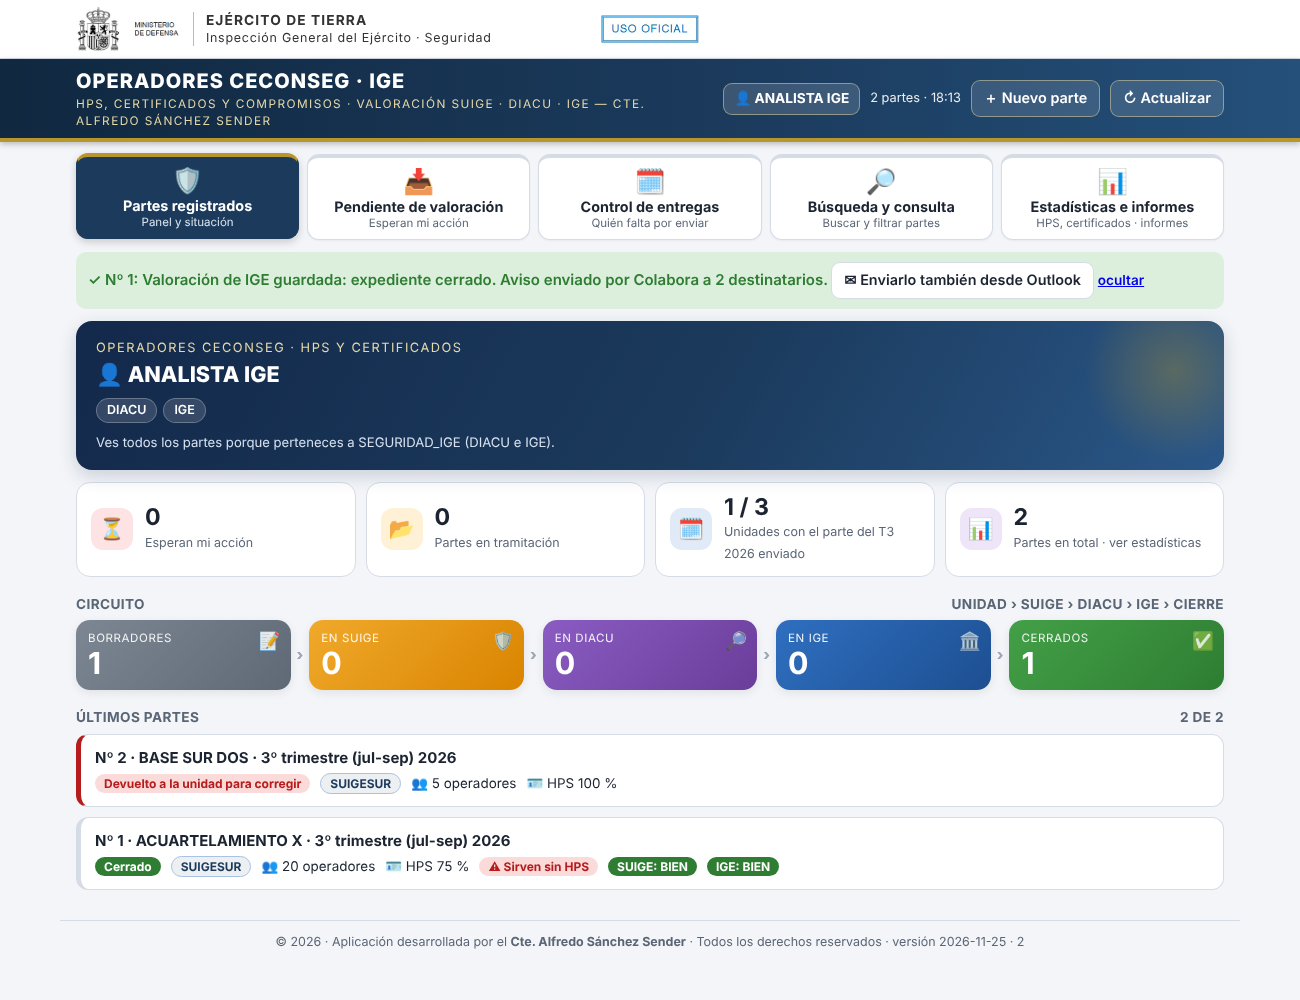 MINISTERIO
DE DEFENSA
EJÉRCITO DE TIERRA
Inspección General del Ejército · Seguridad
USO OFICIAL
OPERADORES CECONSEG · IGE
HPS, CERTIFICADOS Y COMPROMISOS · VALORACIÓN SUIGE · DIACU · IGE — CTE.
ALFREDO SÁNCHEZ SENDER
ANALISTA IGE
2 partes · 18:13
+ Nuevo parte
↻ Actualizar
Partes registrados
Panel y situación
Pendiente de valoración
Esperan mi acción
Control de entregas
Quién falta por enviar
Búsqueda y consulta
Buscar y filtrar partes
Estadísticas e informes
HPS, certificados · informes
✓ Nº 1: Valoración de IGE guardada: expediente cerrado. Aviso enviado por Colabora a 2 destinatarios. ✉ Enviarlo también desde Outlook ocultar
OPERADORES CECONSEG · HPS Y CERTIFICADOS
ANALISTA IGE
DIACU IGE
Ves todos los partes porque perteneces a SEGURIDAD_IGE (DIACU e IGE).
0
Esperan mi acción
0
Partes en tramitación
1 / 3
Unidades con el parte del T3
2026 enviado
2
Partes en total · ver estadísticas
CIRCUITO
UNIDAD › SUIGE › DIACU › IGE › CIERRE
BORRADORES
1
›
EN SUIGE
0
›
EN DIACU
0
›
EN IGE
0
›
CERRADOS
1
ÚLTIMOS PARTES
2 DE 2
Nº 2 · BASE SUR DOS · 3º trimestre (jul-sep) 2026
Devuelto a la unidad para corregir SUIGESUR 5 operadores HPS 100 %
Nº 1 · ACUARTELAMIENTO X · 3º trimestre (jul-sep) 2026
Cerrado SUIGESUR 20 operadores HPS 75 % ⚠ Sirven sin HPS SUIGE: BIEN IGE: BIEN
© 2026 · Aplicación desarrollada por el Cte. Alfredo Sánchez Sender · Todos los derechos reservados · versión 2026-11-25 · 2